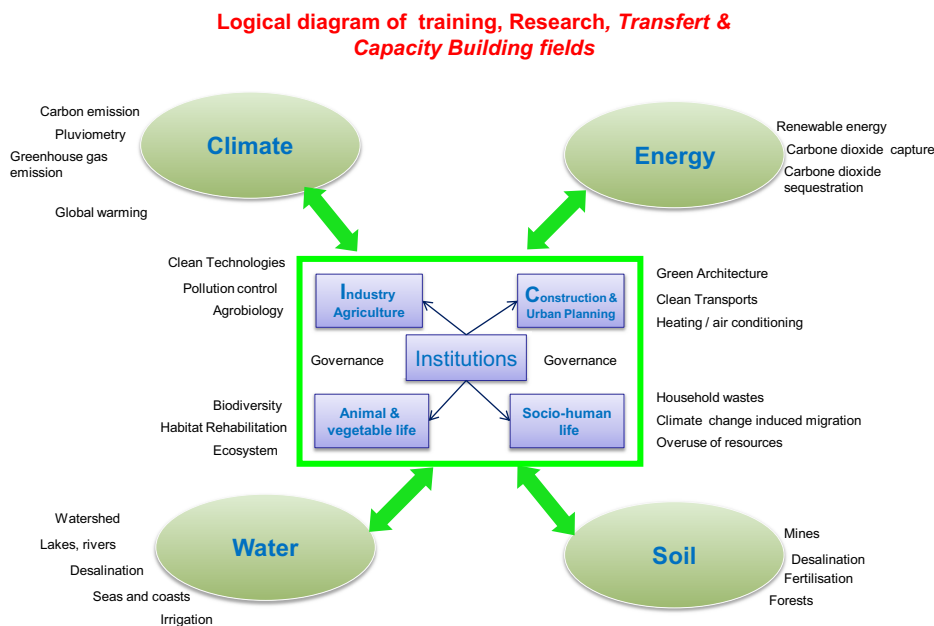 Logical diagram of  training, Research, Transfert &
Capacity Building fields
Carbon emission
Pluviometry
Greenhouse gas
emission
Global warming
Climate
Energy
Renewable energy
Carbone dioxide  capture
Carbone dioxide
sequestration
Clean Technologies
Pollution control
Agrobiology
Industry
Agriculture
Construction &
Urban Planning
Green Architecture
Clean Transports
Heating / air conditioning
Governance
Institutions
Governance
Biodiversity
Habitat Rehabilitation
Ecosystem
Animal &
vegetable life
Socio-human
life
Household wastes
Climate  change induced migration
Overuse of resources
Watershed
Lakes, rivers
Desalination
Seas and coasts
Irrigation
Water
Soil
Mines
Desalination
Fertilisation
Forests